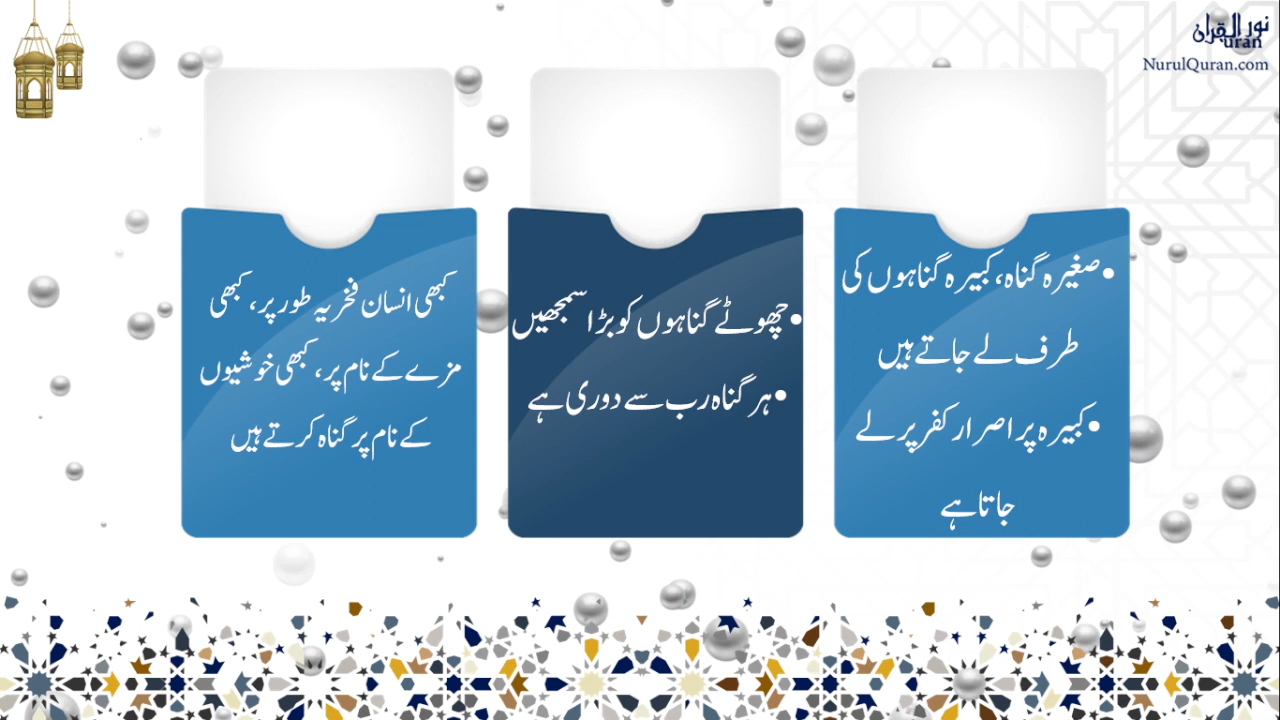 نور القرآن
uran
NurulQuran.com
•صغیرہ گناہ، کبیرہ گناہوں کی
طرف لے جاتے ہیں
•کبیرہ پر اصرار کفر پر لے
جاتا ہے
•چھوٹے گناہوں کو بڑا سمجھیں
•ہر گناہ رب سے دوری ہے
کبھی انسان فخریہ طور پر، کبھی
مزے کے نام پر، کبھی خوشیوں
کے نام پر گناہ کرتے ہیں